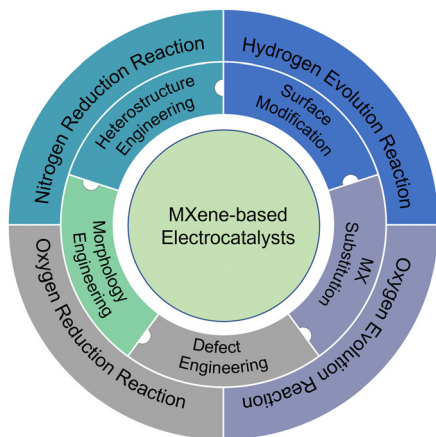 Nitrogen Reduction Reaction
Hydrogen Evolution Reaction
Heterostructure
Engineering
Surface
Modification
MXene-based
Electrocatalysts
Morphology
Engineering
MX
Substitution
Defect
Engineering
Oxygen Reduction Reaction
Oxygen Evolution Reaction